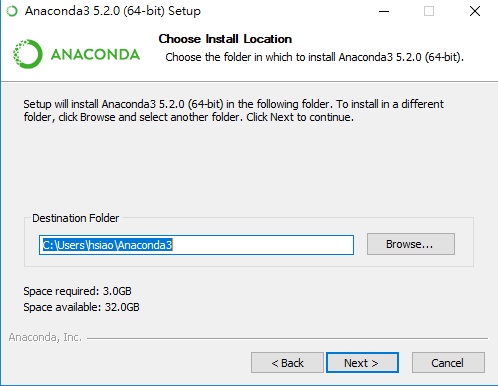 Anaconda3 5.2.0 (64-bit) Setup
ANACONDA
Choose Install Location
Choose the folder in which to install Anaconda3 5.2.0 (64-bit).
Setup will install Anaconda3 5.2.0 (64-bit) in the following folder. To install in a different
folder, click Browse and select another folder. Click Next to continue.
Destination Folder
C:\Users\hsiao\Anaconda3
Browse...
Space required: 3.0GB
Space available: 32.0GB
Anaconda, Inc.
< Back
Next >
Cancel